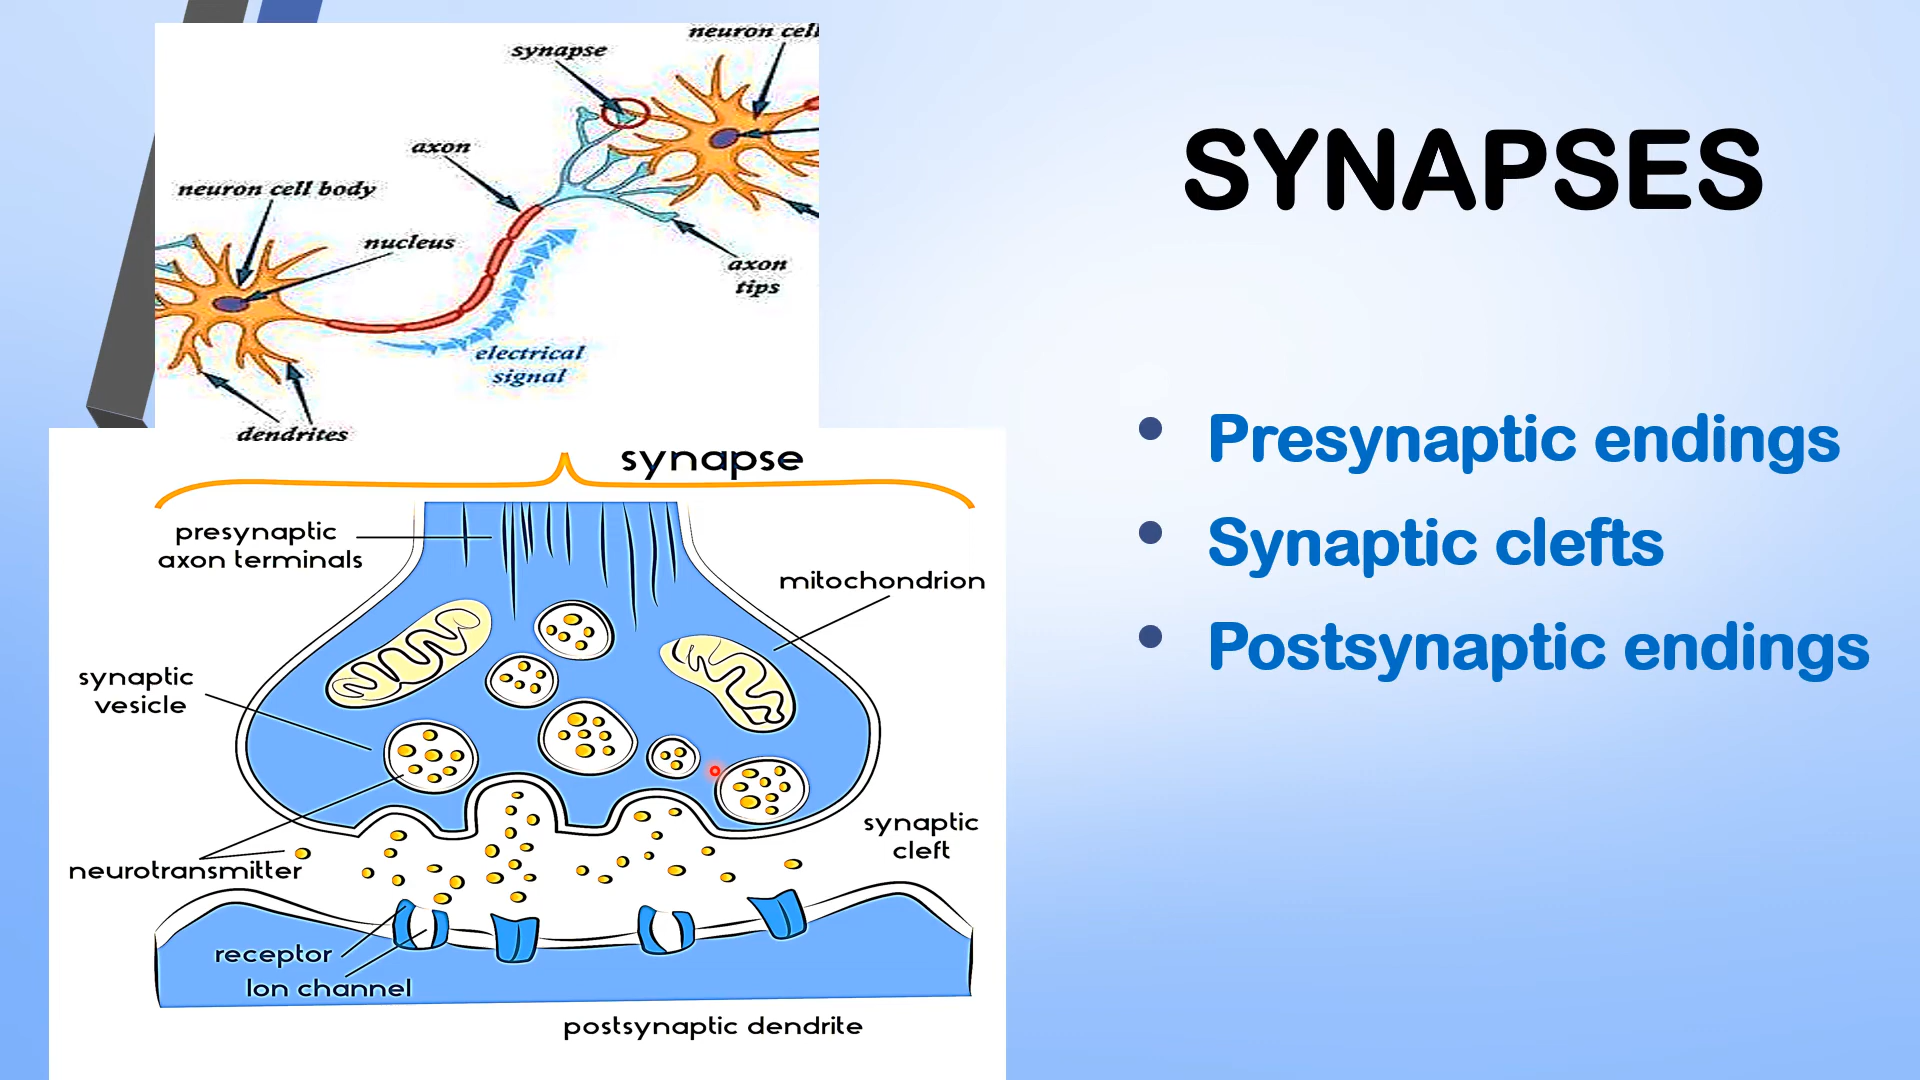 neuron cell
synapse
axon
neuron cell body
nucleus
axon
tips
electrical
signal
dendrites
synapse
presynaptic
axon terminals
mitochondrion
synaptic
vesicle
synaptic
cleft
neurotransmitter
receptor
Ion channel
postsynaptic dendrite
SYNAPSES
• Presynaptic endings
• Synaptic clefts
• Postsynaptic endings